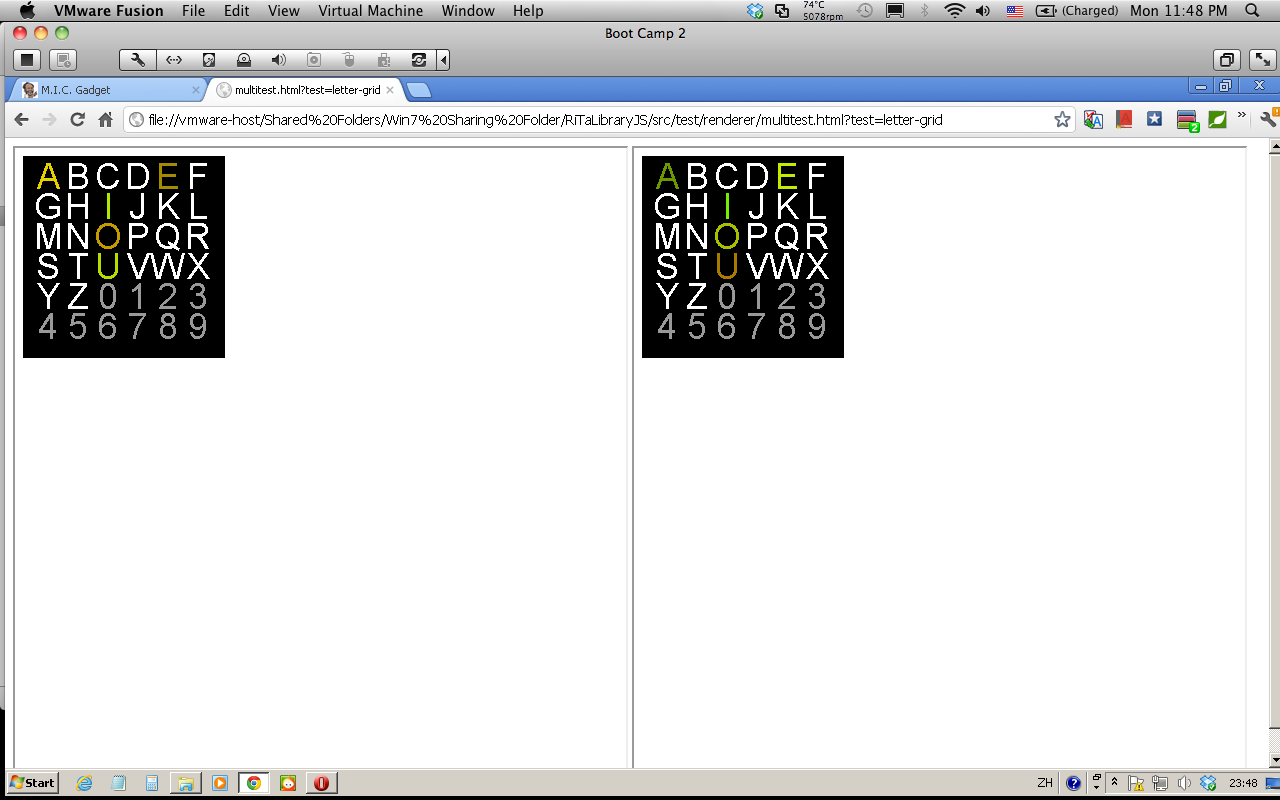 VMware Fusion File Edit View Virtual Machine Window Help 74°C 5078rpm (Charged) Mon 11:48 PM
Boot Camp 2
M.I.C. Gadget multitest.html?test=letter-grid
file://vmware-host/Shared%20Folders/Win7%20Sharing%20Folder/RiTaLibraryJS/src/test/renderer/multitest.html?test=letter-grid 2
A B C D E F
G H I J K L
M N O P Q R
S T U V W X
Y Z 0 1 2 3
4 5 6 7 8 9
A B C D E F
G H I J K L
M N O P Q R
S T U V W X
Y Z 0 1 2 3
4 5 6 7 8 9
Start ZH 23:48